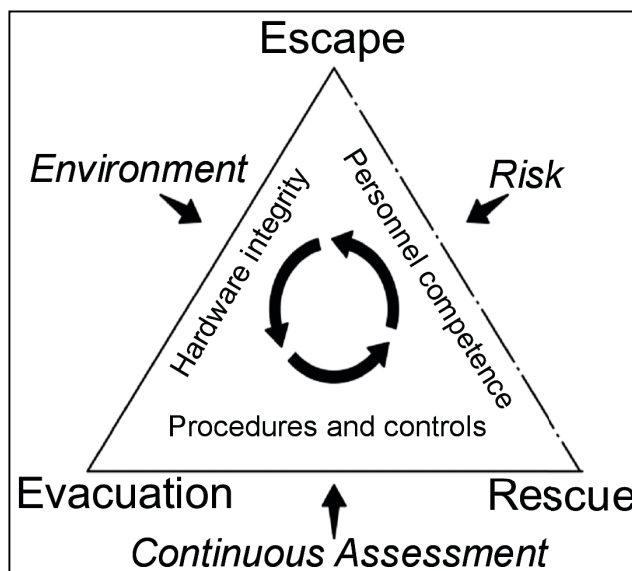 Escape
Environment
Risk
Hardware integrity
Personnel competence
Procedures and controls
Evacuation
Rescue
Continuous Assessment